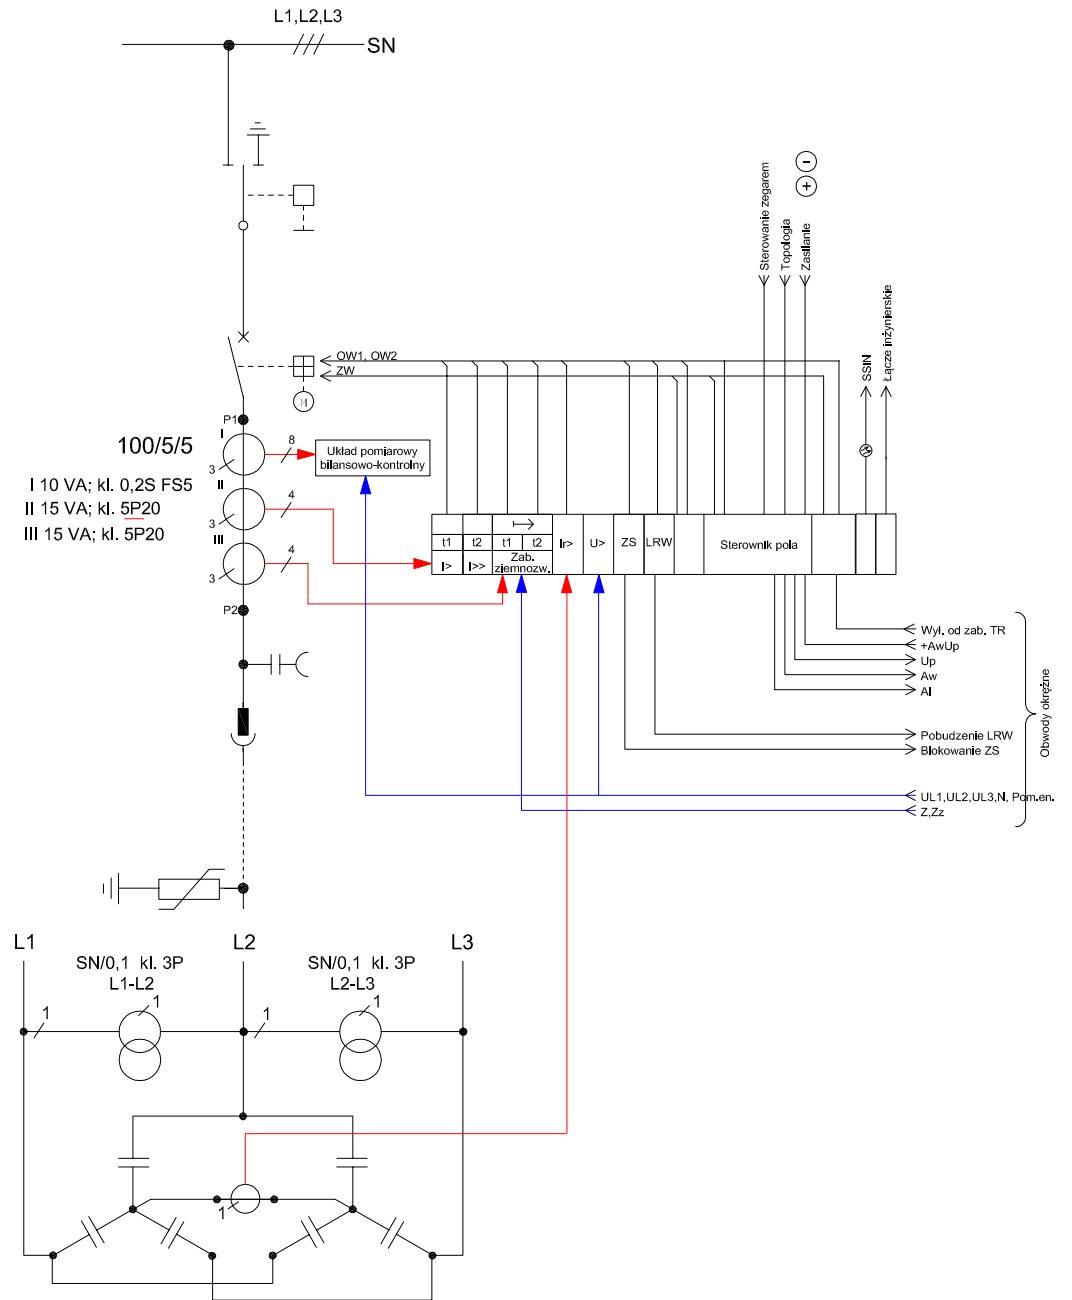 L1,L2,L3
SN
Sterowanie zegarem
Topologia
Zasilanie
+
-
SSIN
Łącze inżynierskie
OW1, OW2
ZW
M
P1
100/5/5
I
3
8
Układ pomiarowy
bilansowo-kontrolny
I 10 VA; kl. 0,2S FS5
II 15 VA; kl. 5P20
III 15 VA; kl. 5P20
II
3
4
III
3
4
P2
t1
t2
t1
t2
I>
I>>
Zab.
ziemnozw.
Ir>
U>
ZS
LRW
Sterownik pola
Wył. od zab. TR
+AwUp
Up
Aw
Al
Pobudzenie LRW
Blokowanie ZS
UL1,UL2,UL3,N, Pom.en.
Z,Zz
Obwody okrężne
L1
L2
L3
SN/0,1 kl. 3P
L1-L2
SN/0,1 kl. 3P
L2-L3
1
1
1
1
1